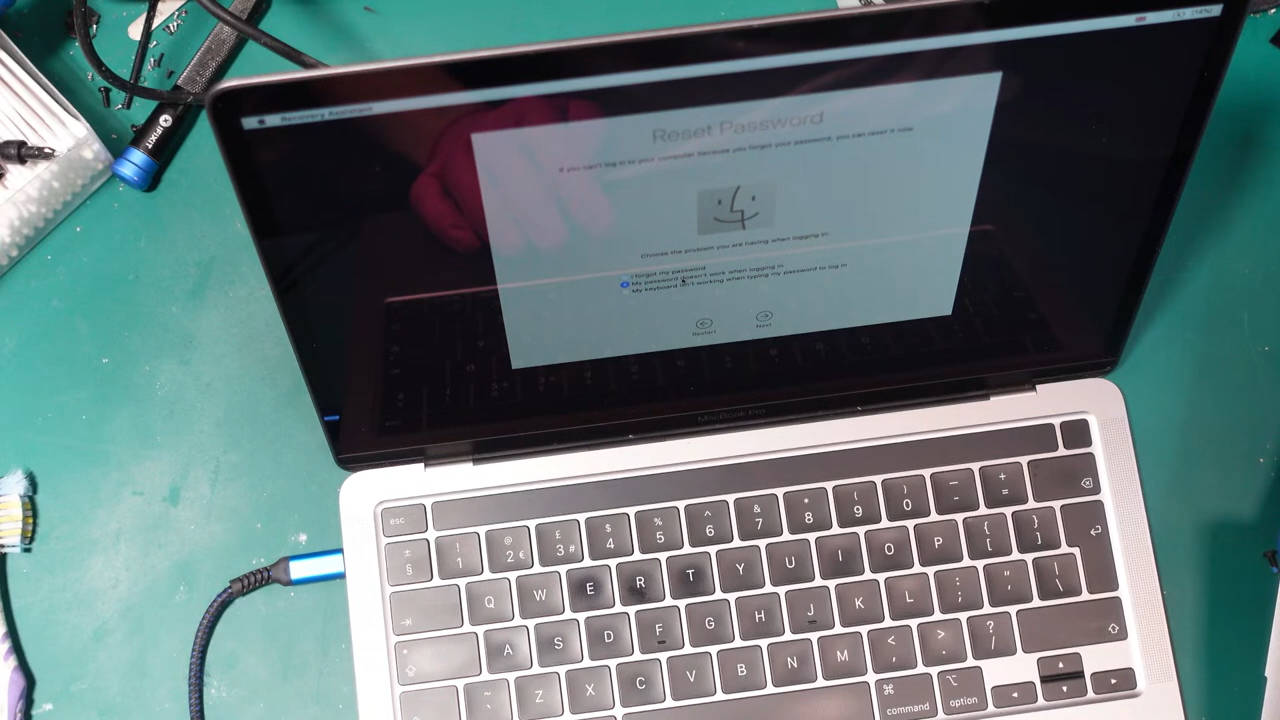 Recovery Assistant
Reset Password
If you can't log in to your computer because you forgot your password, you can reset it now
Choose the problem you are having when logging in:
I forgot my password
My password doesn't work when logging in
My keyboard isn't working when typing my password to log in
Restart
Next
MacBook Pro
iFIXIT
esc
± § ! 1 @ 2 € £ 3 # $ 4 % 5 ^ 6 & 7 * 8 ( 9 ) 0 — - + =
Q W E R T Y U I O P { [ } ]
A S D F G H J K L : ; " ' | \
~ ` Z X C V B N M < , > . ? /
⌘ command ⌥ option